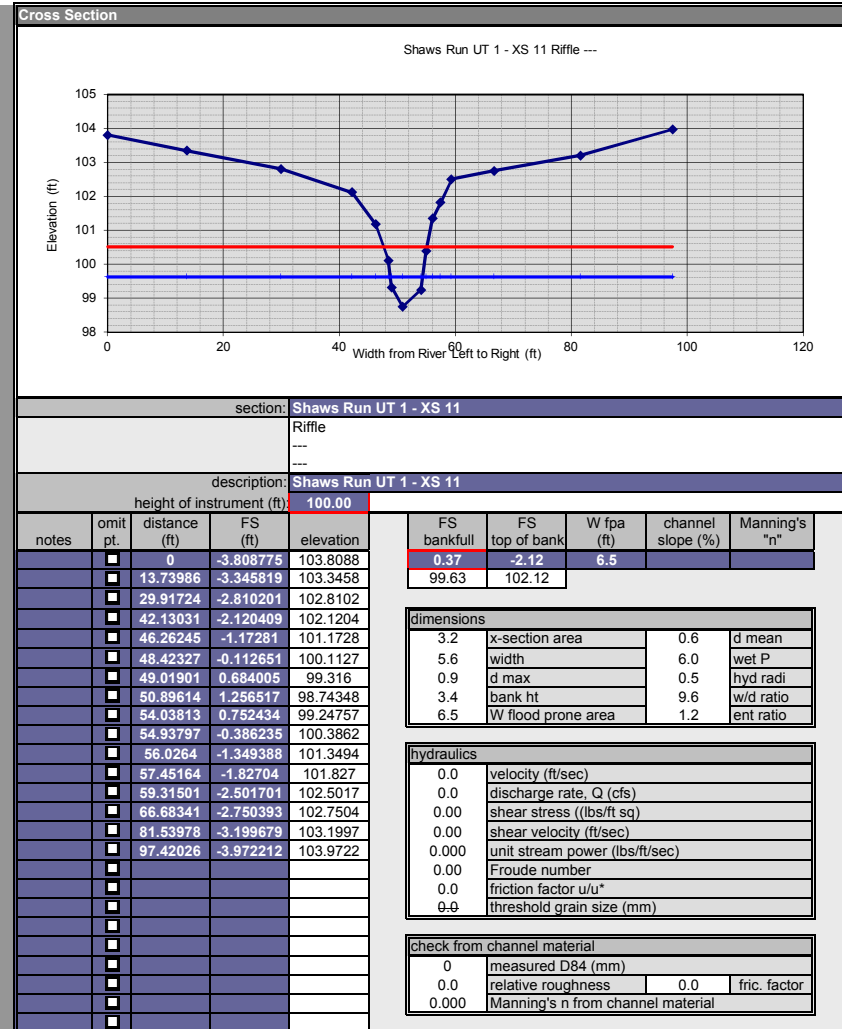 Cross Section
Shaws Run UT 1 - XS 11 Riffle ---
105
104
103
102
101
100
99
98
Elevation (ft)
0 20 40 60 80 100 120
Width from River Left to Right (ft)
section: Shaws Run UT 1 - XS 11
Riffle
---
---
description: Shaws Run UT 1 - XS 11
height of instrument (ft): 100.00
omit distance FS FS FS W fpa channel Manning's
notes pt. (ft) (ft) elevation bankfull top of bank (ft) slope (%) "n"
0 -3.808775 103.8088 0.37 -2.12 6.5
13.73986 -3.345819 103.3458 99.63 102.12
29.91724 -2.810201 102.8102
42.13031 -2.120409 102.1204 dimensions
46.26245 -1.17281 101.1728 3.2 x-section area 0.6 d mean
48.42327 -0.112651 100.1127 5.6 width 6.0 wet P
49.01901 0.684005 99.316 0.9 d max 0.5 hyd radi
50.89614 1.256517 98.74348 3.4 bank ht 9.6 w/d ratio
54.03813 0.752434 99.24757 6.5 W flood prone area 1.2 ent ratio
54.93797 -0.386235 100.3862
56.0264 -1.349388 101.3494 hydraulics
57.45164 -1.82704 101.827 0.0 velocity (ft/sec)
59.31501 -2.501701 102.5017 0.0 discharge rate, Q (cfs)
66.68341 -2.750393 102.7504 0.00 shear stress ((lbs/ft sq)
81.53978 -3.199679 103.1997 0.00 shear velocity (ft/sec)
97.42026 -3.972212 103.9722 0.000 unit stream power (lbs/ft/sec)
0.00 Froude number
0.0 friction factor u/u*
0.0 threshold grain size (mm)
check from channel material
0 measured D84 (mm)
0.0 relative roughness 0.0 fric. factor
0.000 Manning's n from channel material